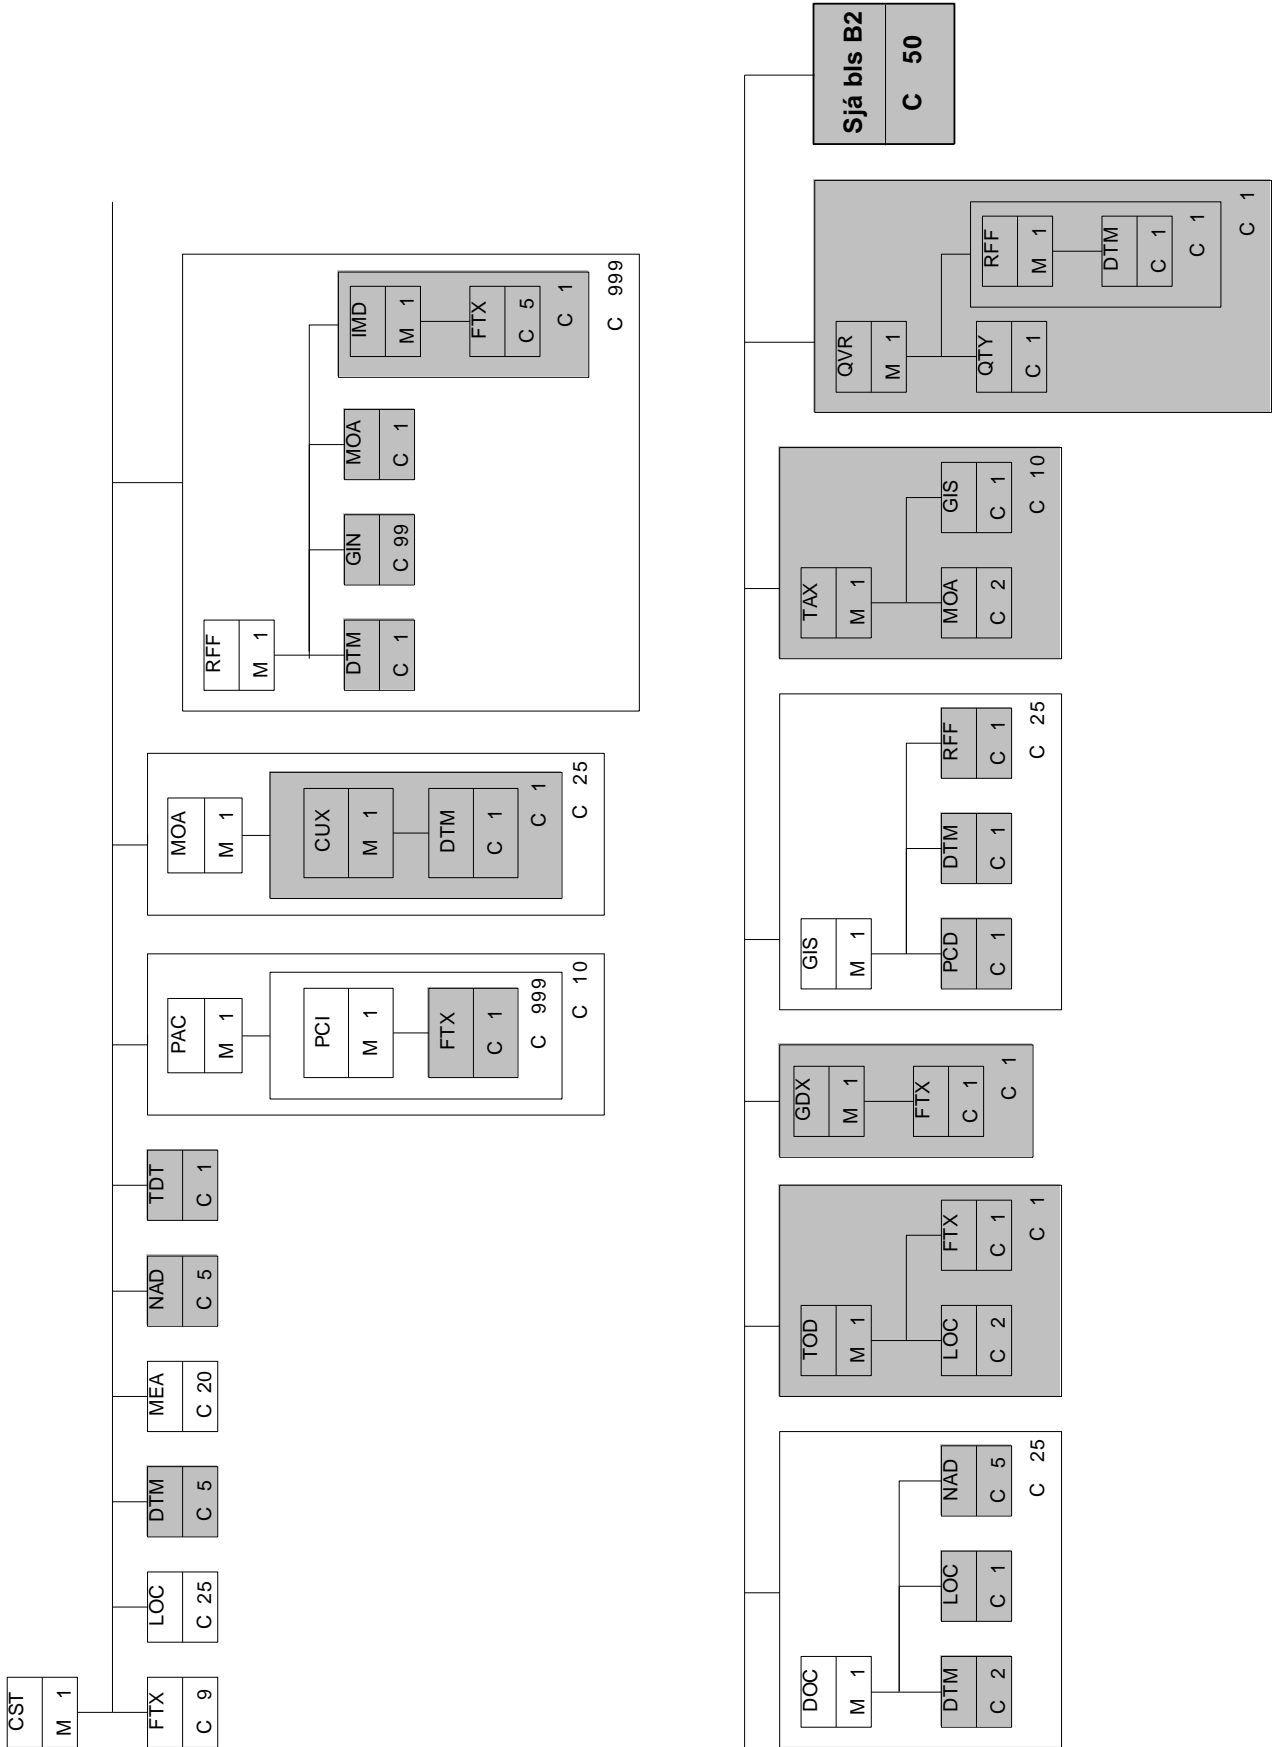 CST
M 1
FTX
C 9
LOC
C 25
DTM
C 5
MEA
C 20
NAD
C 5
TDT
C 1
PAC
M 1
PCI
M 1
FTX
C 1
C 999
C 10
MOA
M 1
CUX
M 1
DTM
C 1
C 1
C 25
RFF
M 1
DTM
C 1
GIN
C 99
MOA
C 1
IMD
M 1
FTX
C 5
C 1
C 999
DOC
M 1
DTM
C 2
LOC
C 1
NAD
C 5
C 25
TOD
M 1
LOC
C 2
FTX
C 1
C 1
GDX
M 1
FTX
C 1
C 1
GIS
M 1
PCD
C 1
DTM
C 1
RFF
C 1
C 25
TAX
M 1
MOA
C 2
GIS
C 1
C 10
QVR
M 1
QTY
C 1
RFF
M 1
DTM
C 1
C 1
C 1
Sjá bls B2
C 50